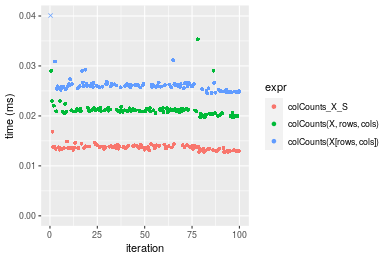 0.04
0.03
0.02
0.01
0.00
time (ms)
0
25
50
75
100
iteration
expr
colCounts_X_S
colCounts(X, rows, cols)
colCounts(X[rows, cols])